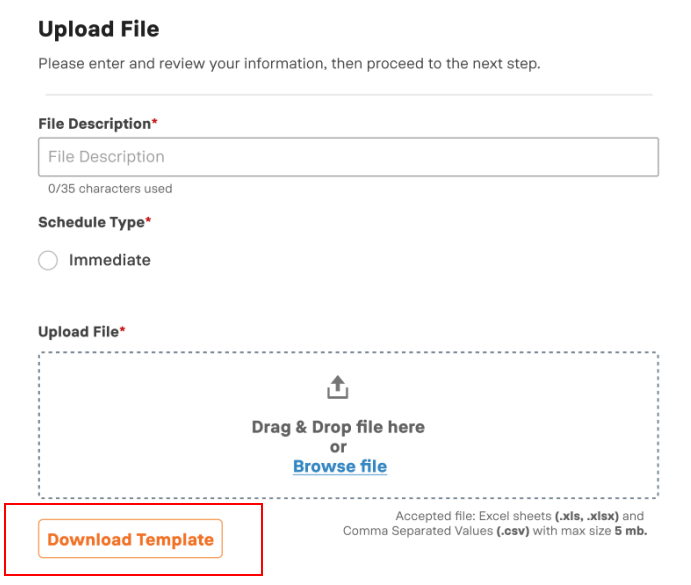 Upload File
Please enter and review your information, then proceed to the next step.
File Description*
File Description
0/35 characters used
Schedule Type*
Immediate
Upload File*
Drag & Drop file here
or
Browse file
Accepted file: Excel sheets (.xls, .xlsx) and
Comma Separated Values (.csv) with max size 5 mb.
Download Template